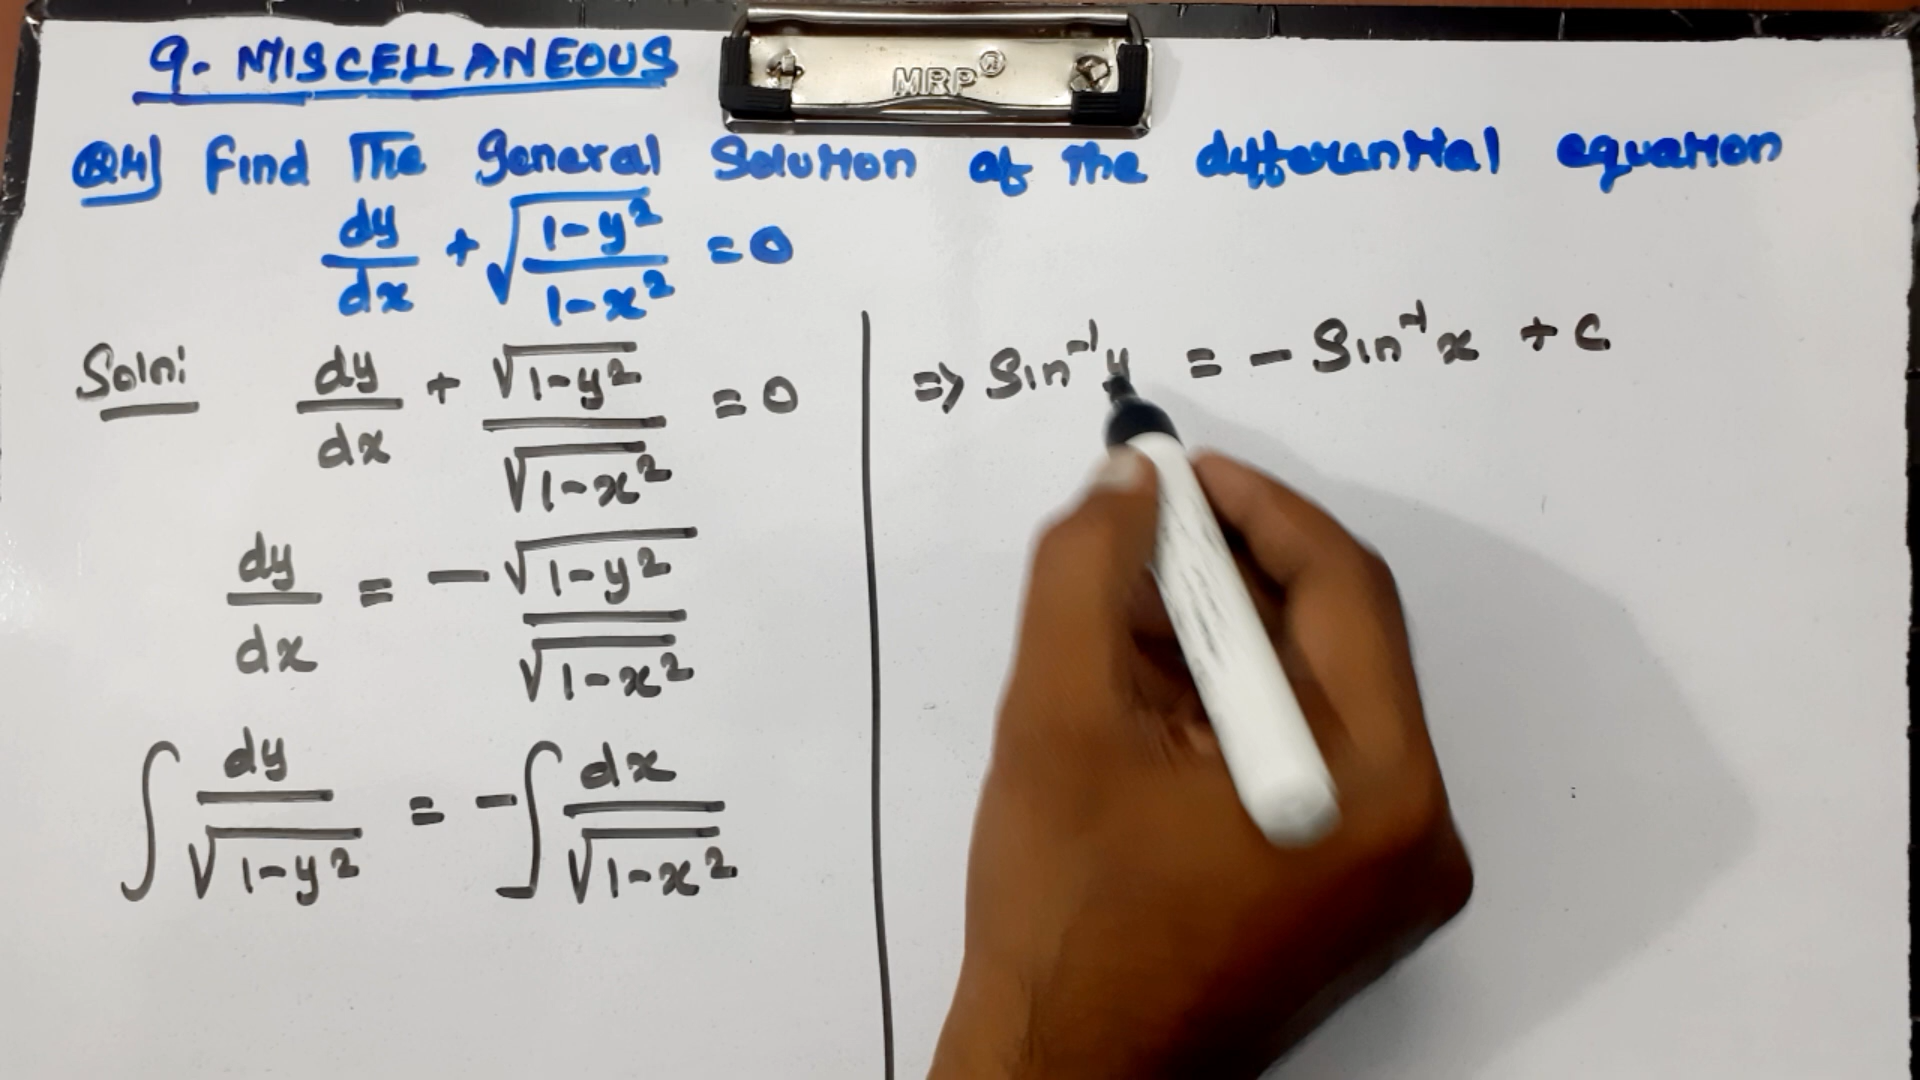 9. MISCELLANEOUS
MRP®
Q4) Find The general Solution of the differential equation
dy/dx + √((1-y²)/(1-x²)) = 0
Soln: dy/dx + √(1-y²)/√(1-x²) = 0
dy/dx = -√(1-y²)/√(1-x²)
∫ dy/√(1-y²) = -∫ dx/√(1-x²)
=> Sin⁻¹y = - Sin⁻¹x + C